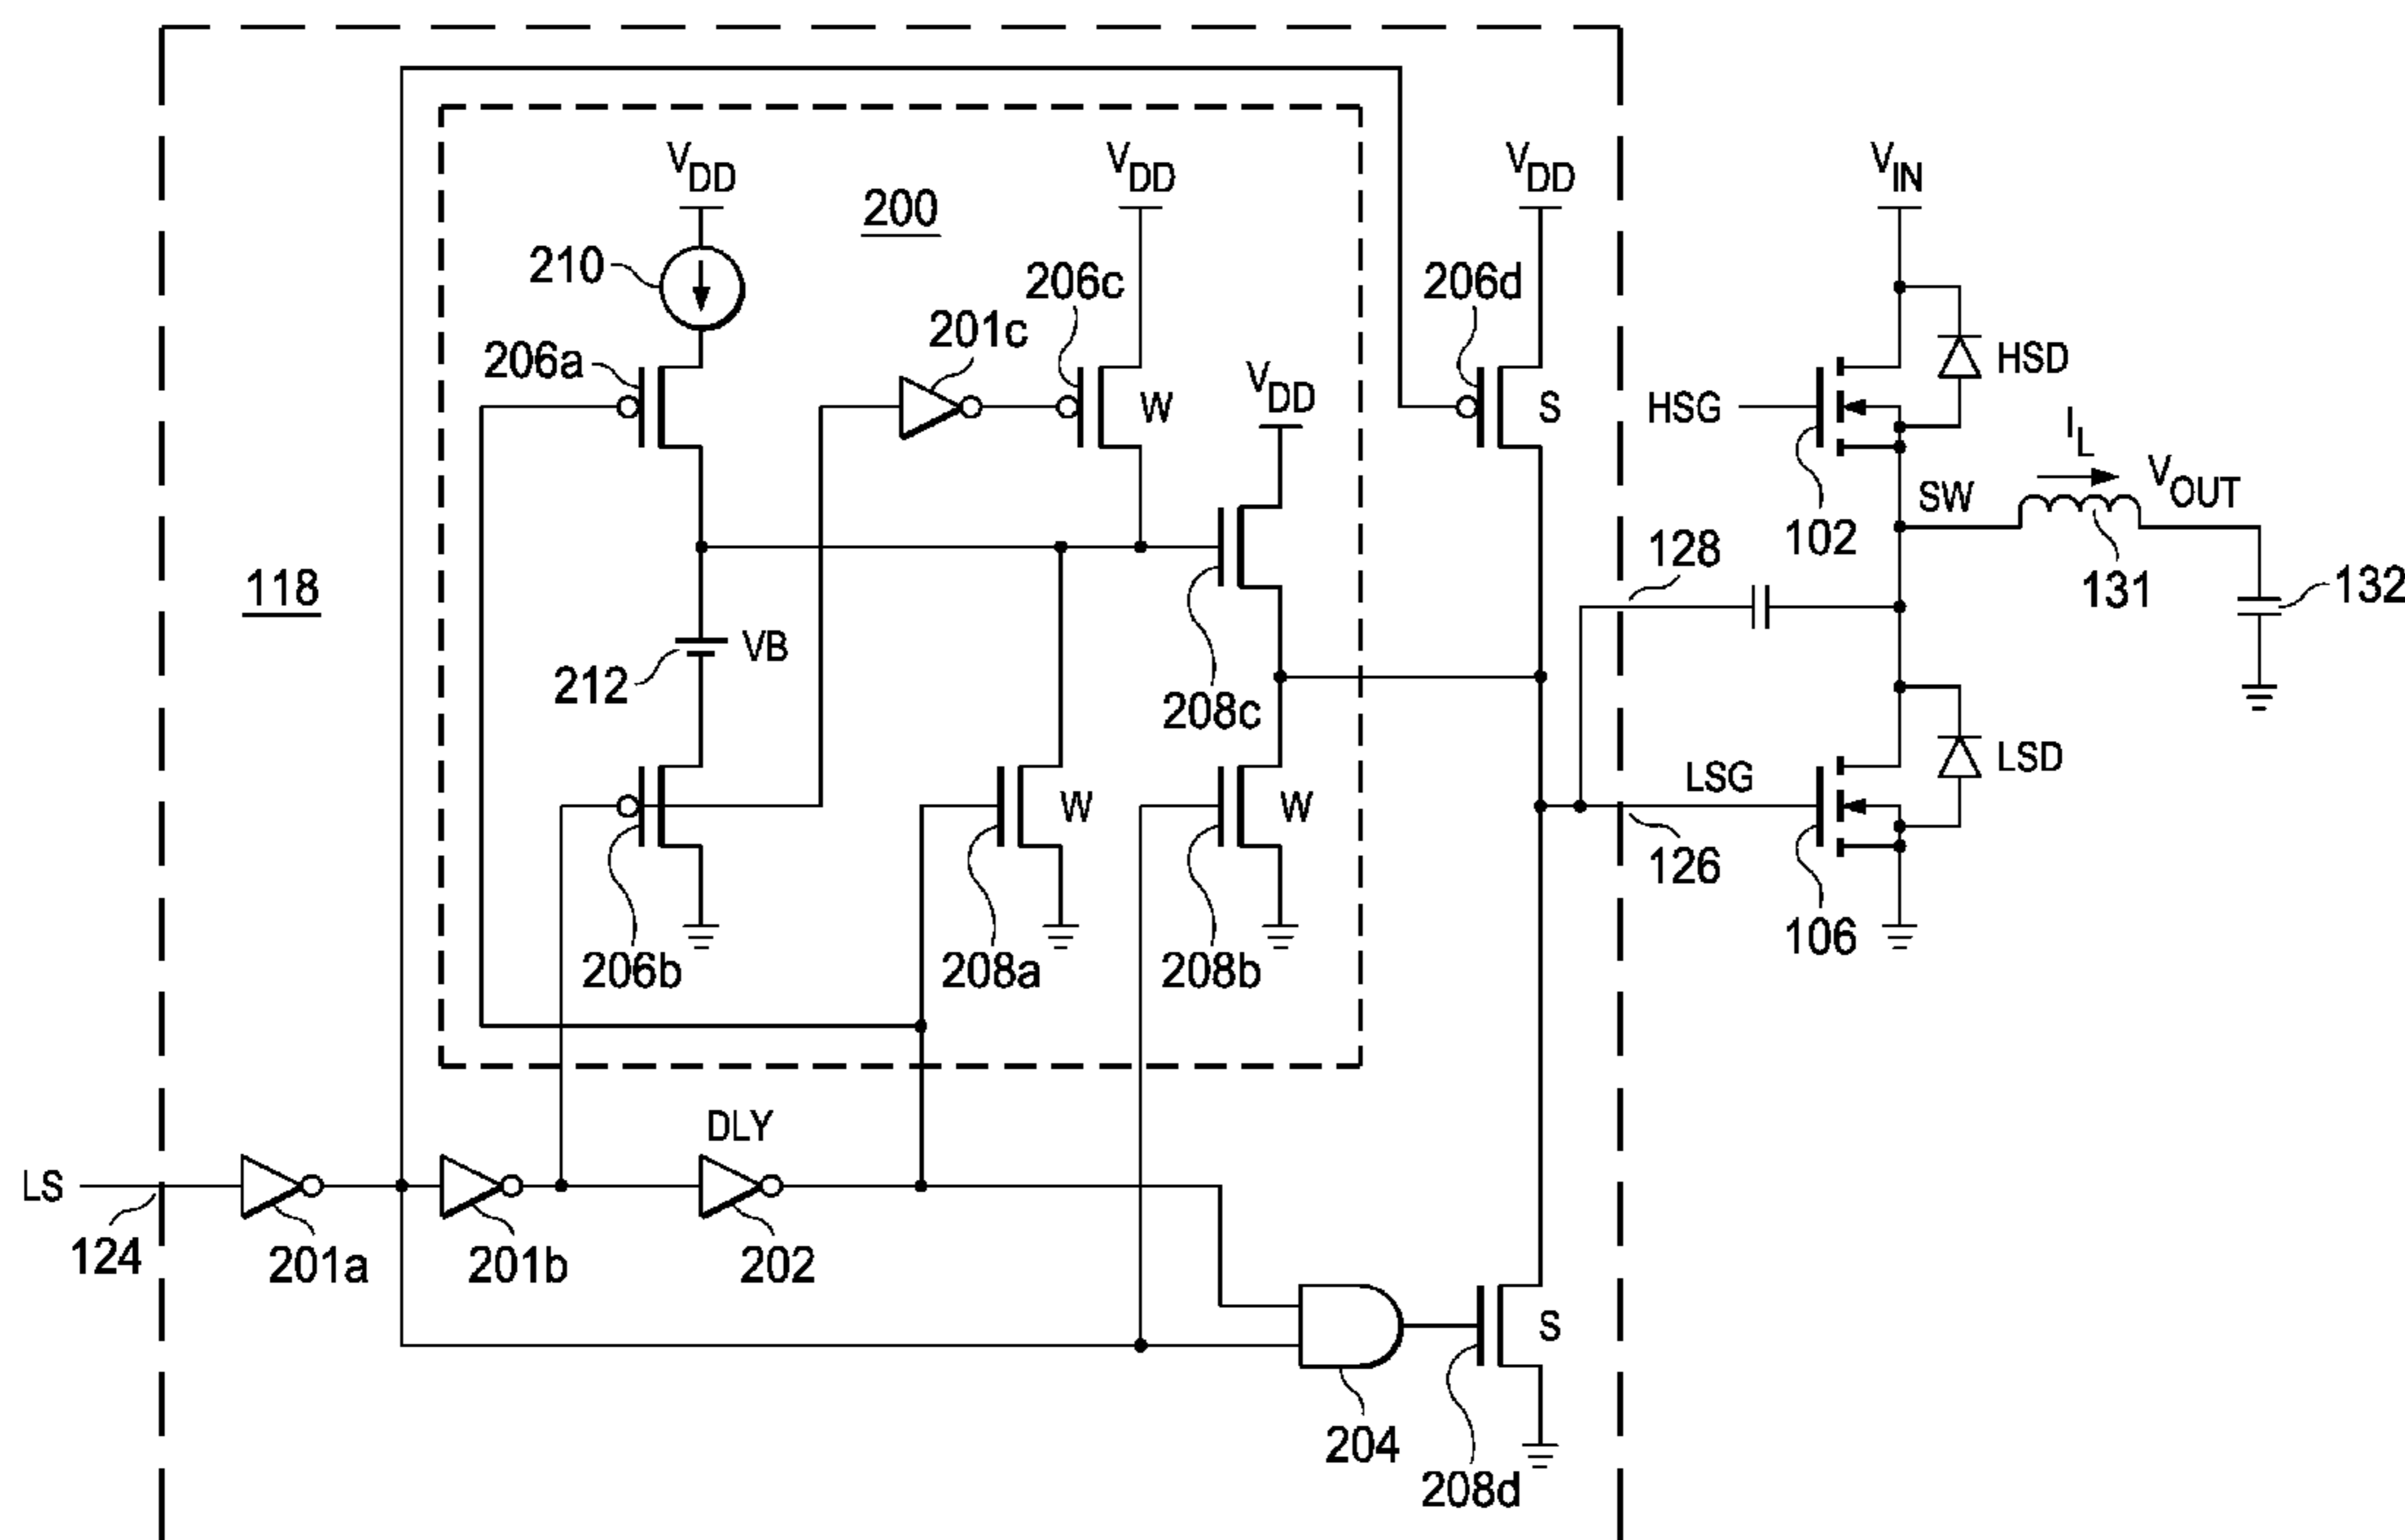 VDD
VDD
VDD
VIN
200
210
206c
206d
201c
206a
HSD
VDD
W
S
HSG
IL
VOUT
SW
102
128
118
131
132
VB
212
208c
LSG
LSD
W
W
126
106
206b
208a
208b
DLY
LS
124
201a
201b
202
S
204
208d